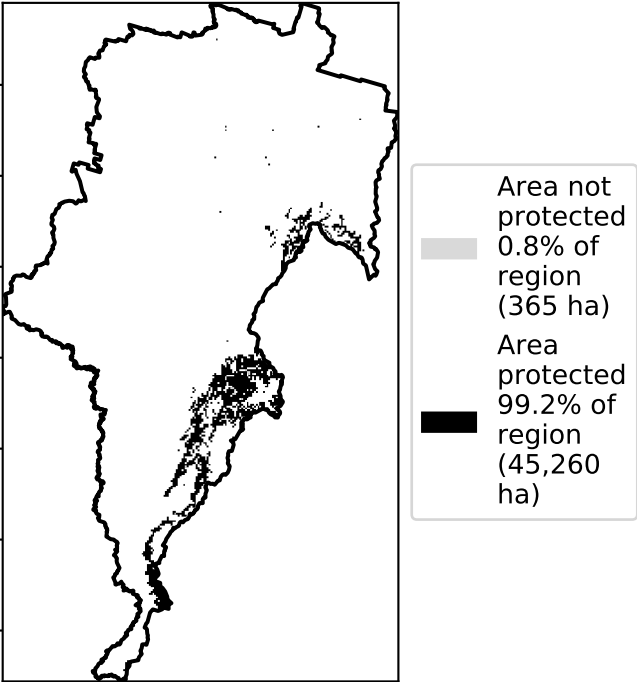 Area not
protected
0.8% of
region
(365 ha)
Area
protected
99.2% of
region
(45,260
ha)